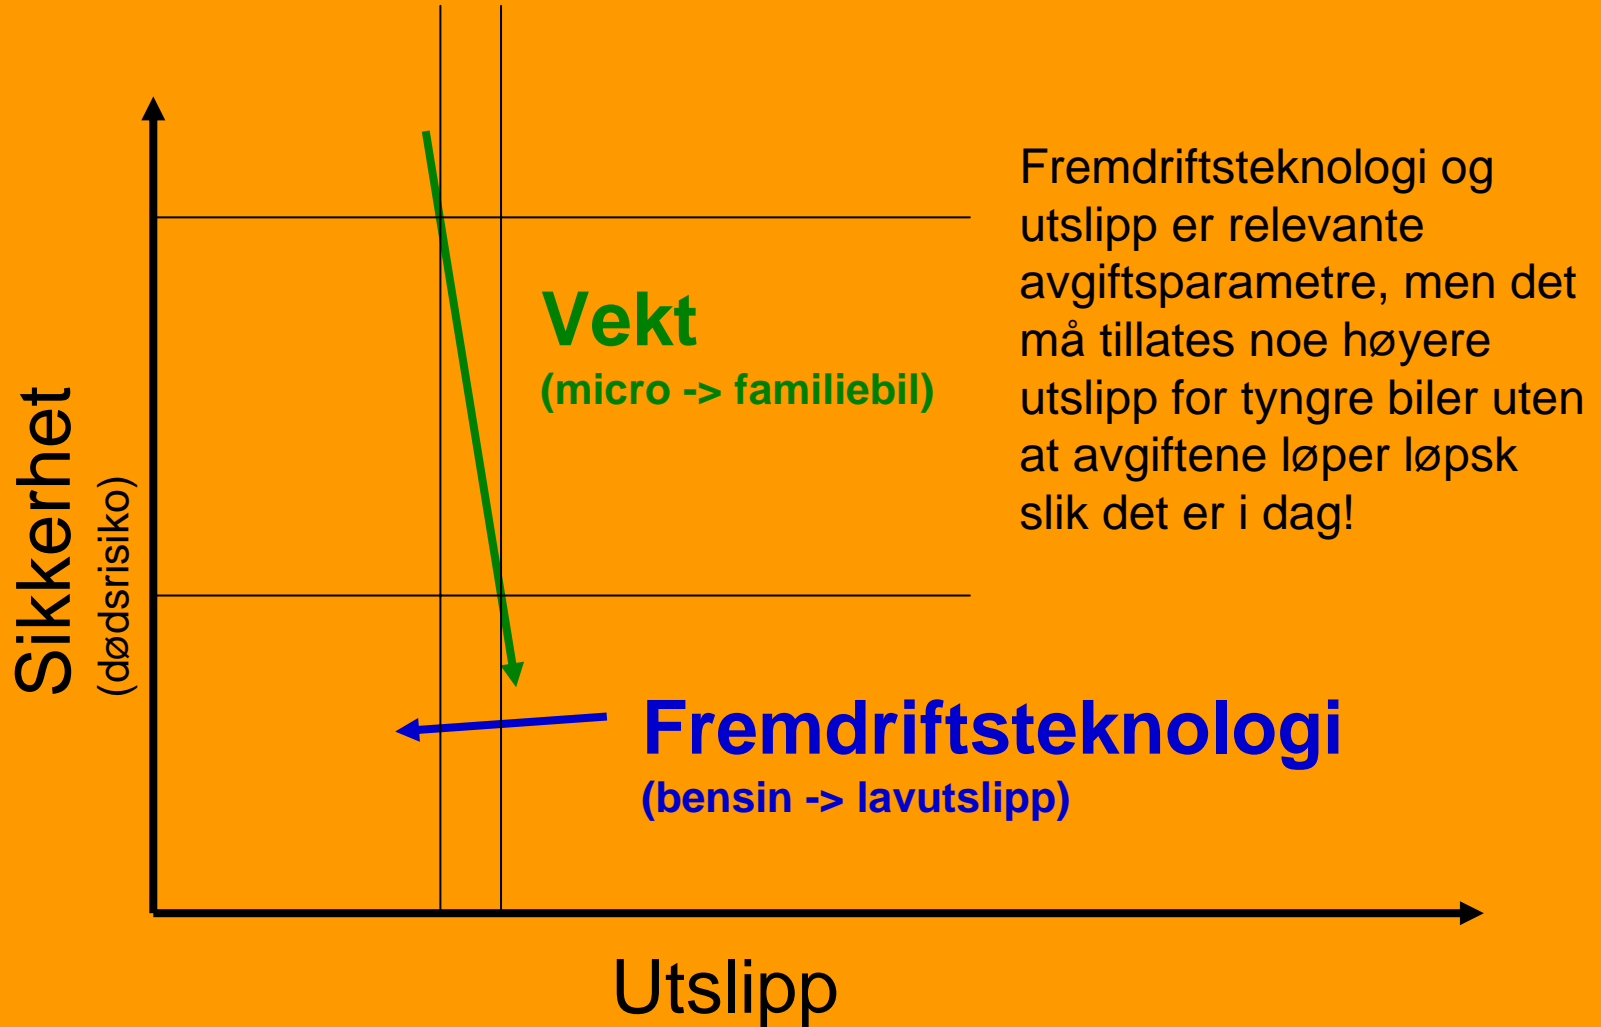 Fremdriftsteknologi og
utslipp er relevante
avgiftsparametre, men det
må tillates noe høyere
utslipp for tyngre biler uten
at avgiftene løper løpsk
slik det er i dag!
Vekt
(micro -> familiebil)
Sikkerhet
(dødsrisiko)
Fremdriftsteknologi
(bensin -> lavutslipp)
Utslipp